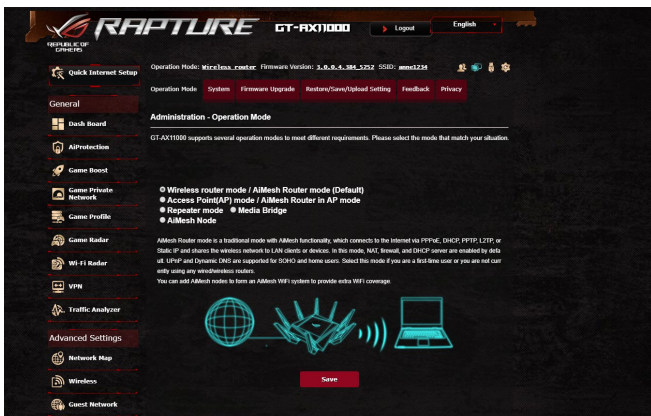 RAPTURE GT-AX11000 Logout English
REPUBLIC OF
GAMERS
Quick Internet Setup
Operation Mode: Wireless router Firmware Version: 3.0.0.4.384_5252 SSID: anne1234
Operation Mode System Firmware Upgrade Restore/Save/Upload Setting Feedback Privacy
General
Administration - Operation Mode
Dash Board
GT-AX11000 supports several operation modes to meet different requirements. Please select the mode that match your situation.
AiProtection
Game Boost
Game Private
Network
Game Profile
Game Radar
Wi-Fi Radar
VPN
Traffic Analyzer
Wireless router mode / AiMesh Router mode (Default)
Access Point(AP) mode / AiMesh Router in AP mode
Repeater mode Media Bridge
AiMesh Node
AiMesh Router mode is a traditional mode with AiMesh functionality, which connects to the Internet via PPPoE, DHCP, PPTP, L2TP, or
Static IP and shares the wireless network to LAN clients or devices. In this mode, NAT, firewall, and DHCP server are enabled by defa
ult. UPnP and Dynamic DNS are supported for SOHO and home users. Select this mode if you are a first-time user or you are not curr
ently using any wired/wireless routers.
You can add AiMesh nodes to form an AiMesh WiFi system to provide extra WiFi coverage.
Advanced Settings
Network Map
Wireless
Guest Network
Save